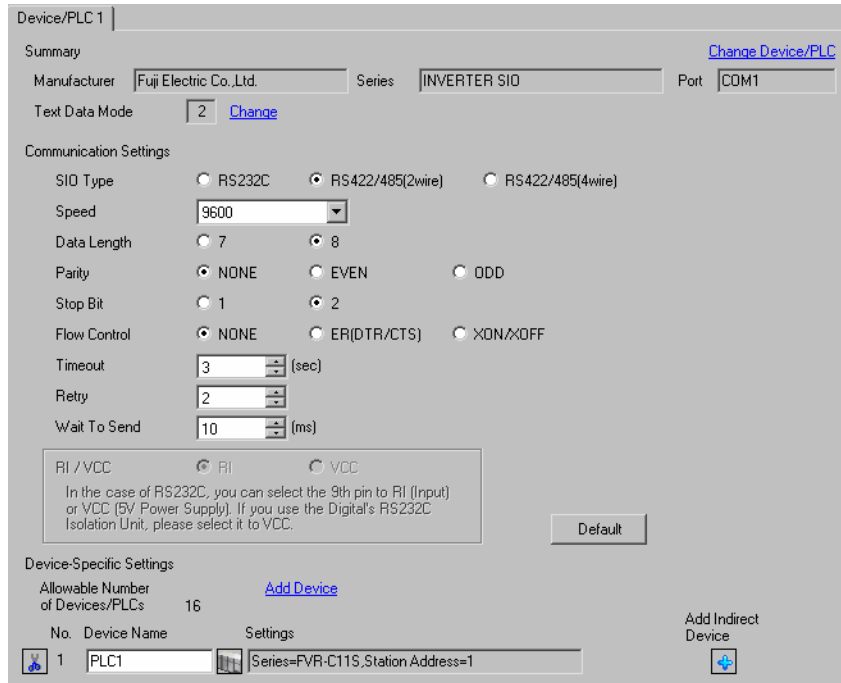 Device/PLC 1
Summary
Change Device/PLC
Manufacturer Fuji Electric Co.,Ltd. Series INVERTER SIO Port COM1
Text Data Mode 2 Change
Communication Settings
SIO Type RS232C RS422/485(2wire) RS422/485(4wire)
Speed 9600
Data Length 7 8
Parity NONE EVEN ODD
Stop Bit 1 2
Flow Control NONE ER(DTR/CTS) XON/XOFF
Timeout 3 (sec)
Retry 2
Wait To Send 10 (ms)
RI / VCC RI VCC
In the case of RS232C, you can select the 9th pin to RI (Input)
or VCC (5V Power Supply). If you use the Digital's RS232C
Isolation Unit, please select it to VCC.
Default
Device-Specific Settings
Allowable Number
of Devices/PLCs 16
Add Device
Add Indirect
Device
No. Device Name Settings
1 PLC1 Series=FVR-C11S,Station Address=1